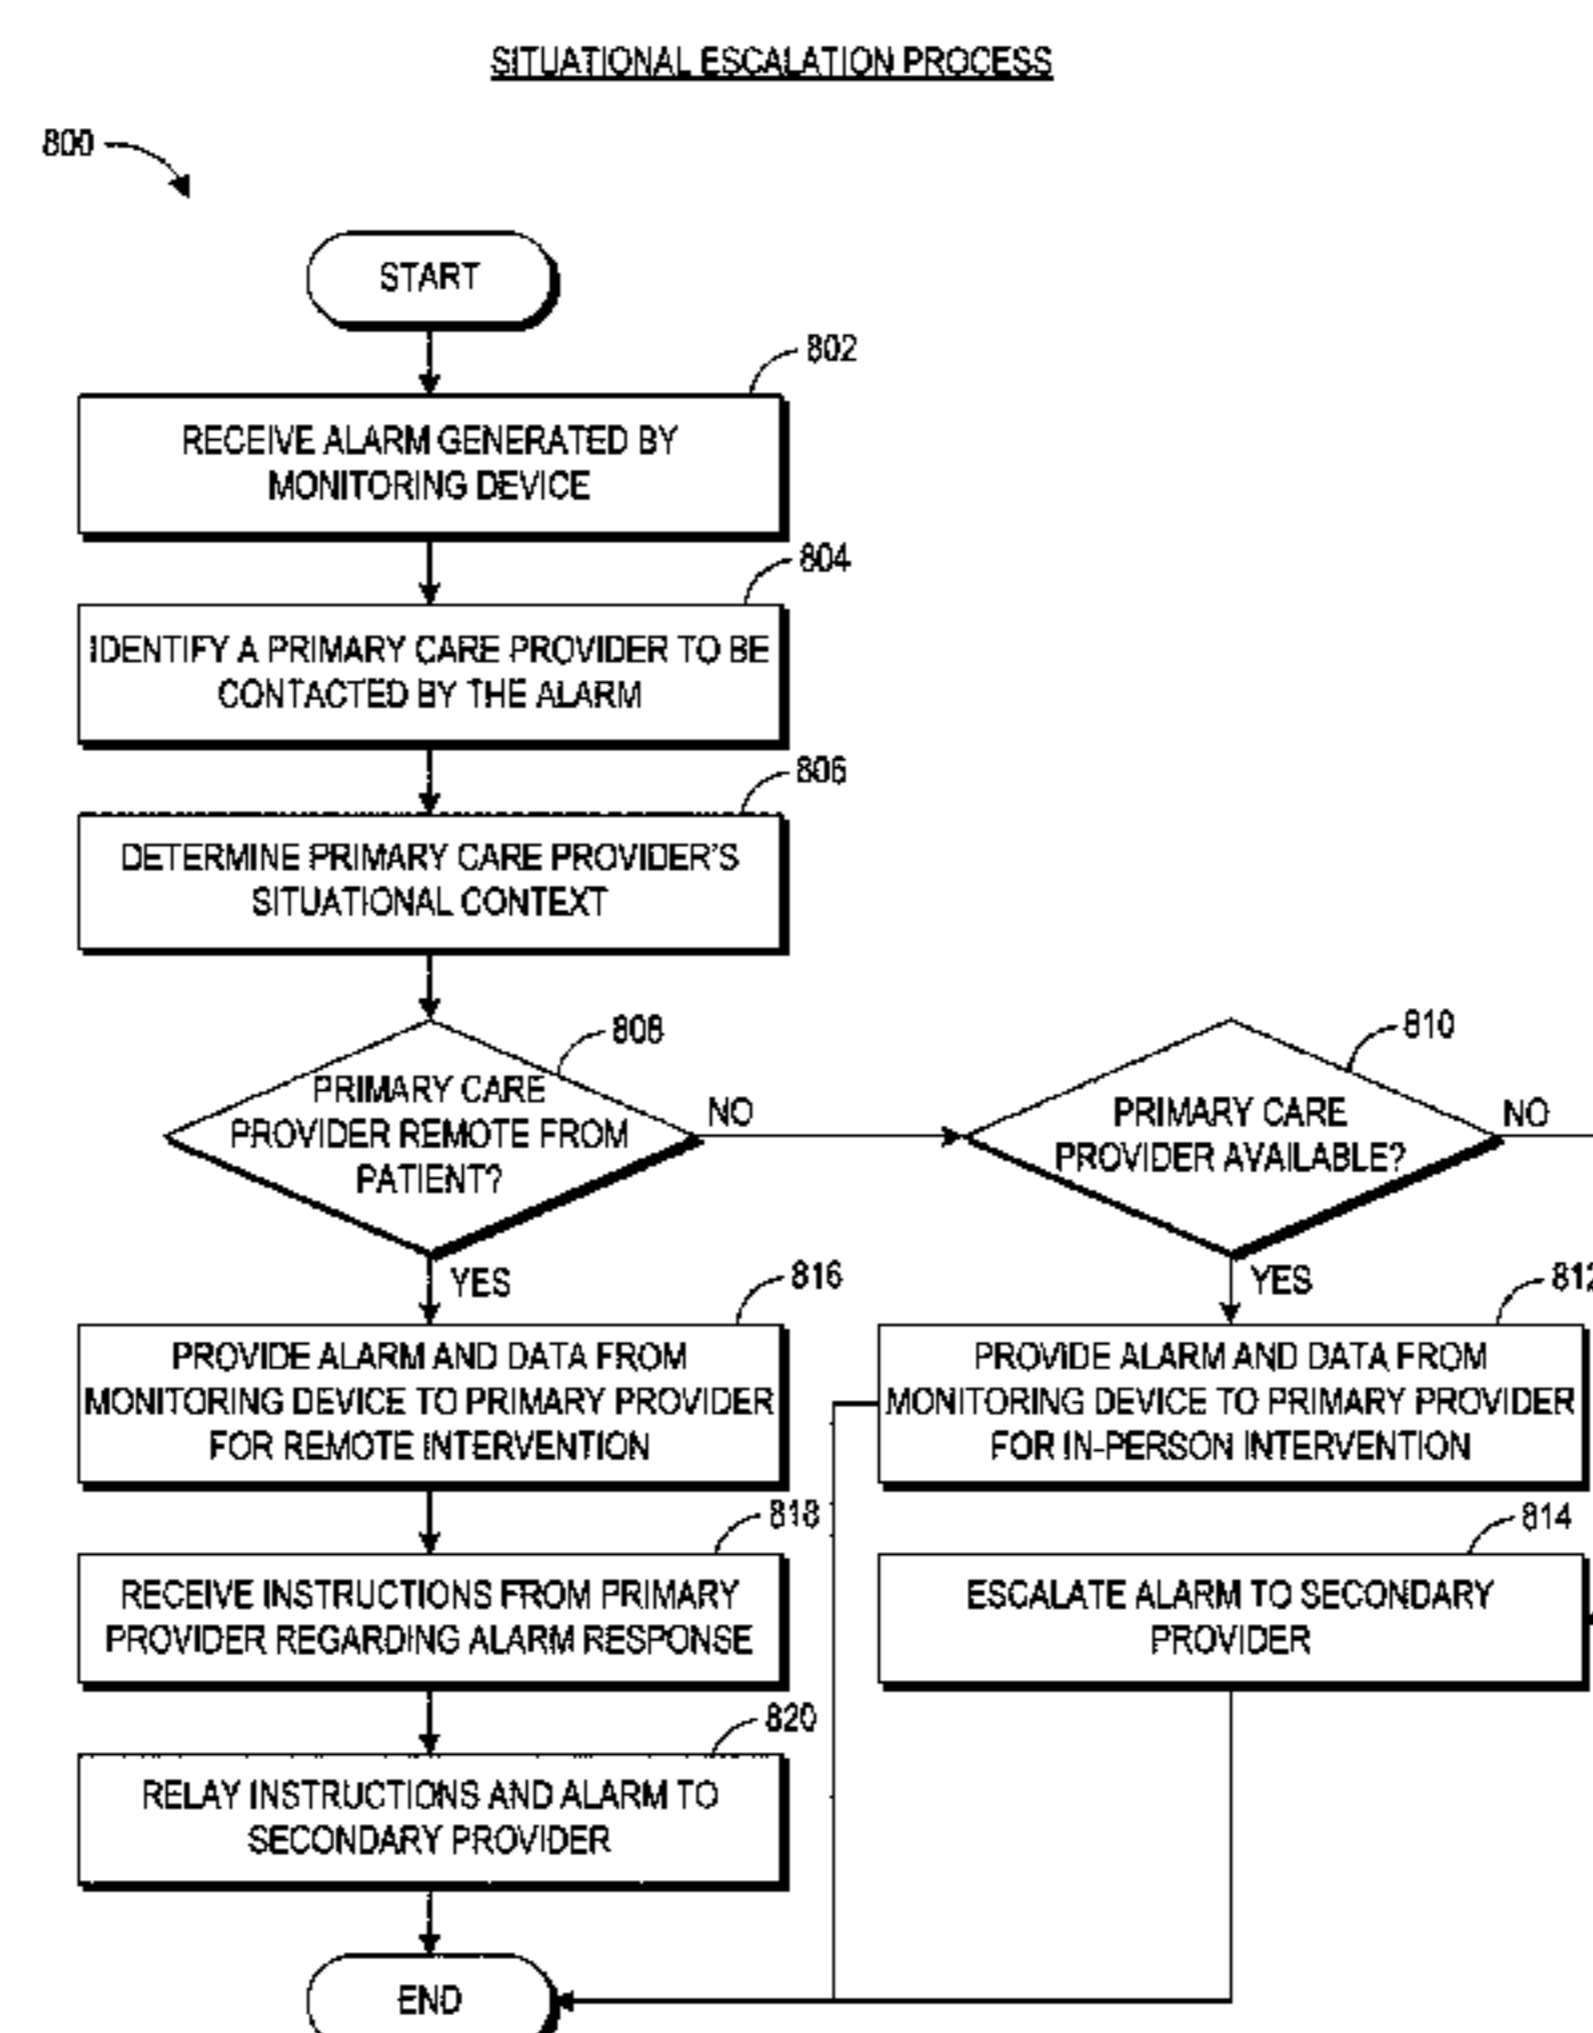 SITUATIONAL ESCALATION PROCESS
800
START
802
RECEIVE ALARM GENERATED BY
MONITORING DEVICE
804
IDENTIFY A PRIMARY CARE PROVIDER TO BE
CONTACTED BY THE ALARM
806
DETERMINE PRIMARY CARE PROVIDER'S
SITUATIONAL CONTEXT
808
PRIMARY CARE
PROVIDER REMOTE FROM
PATIENT?
NO
810
PRIMARY CARE
PROVIDER AVAILABLE?
NO
YES
YES
816
PROVIDE ALARM AND DATA FROM
MONITORING DEVICE TO PRIMARY PROVIDER
FOR REMOTE INTERVENTION
812
PROVIDE ALARM AND DATA FROM
MONITORING DEVICE TO PRIMARY PROVIDER
FOR IN-PERSON INTERVENTION
818
RECEIVE INSTRUCTIONS FROM PRIMARY
PROVIDER REGARDING ALARM RESPONSE
814
ESCALATE ALARM TO SECONDARY
PROVIDER
820
RELAY INSTRUCTIONS AND ALARM TO
SECONDARY PROVIDER
END